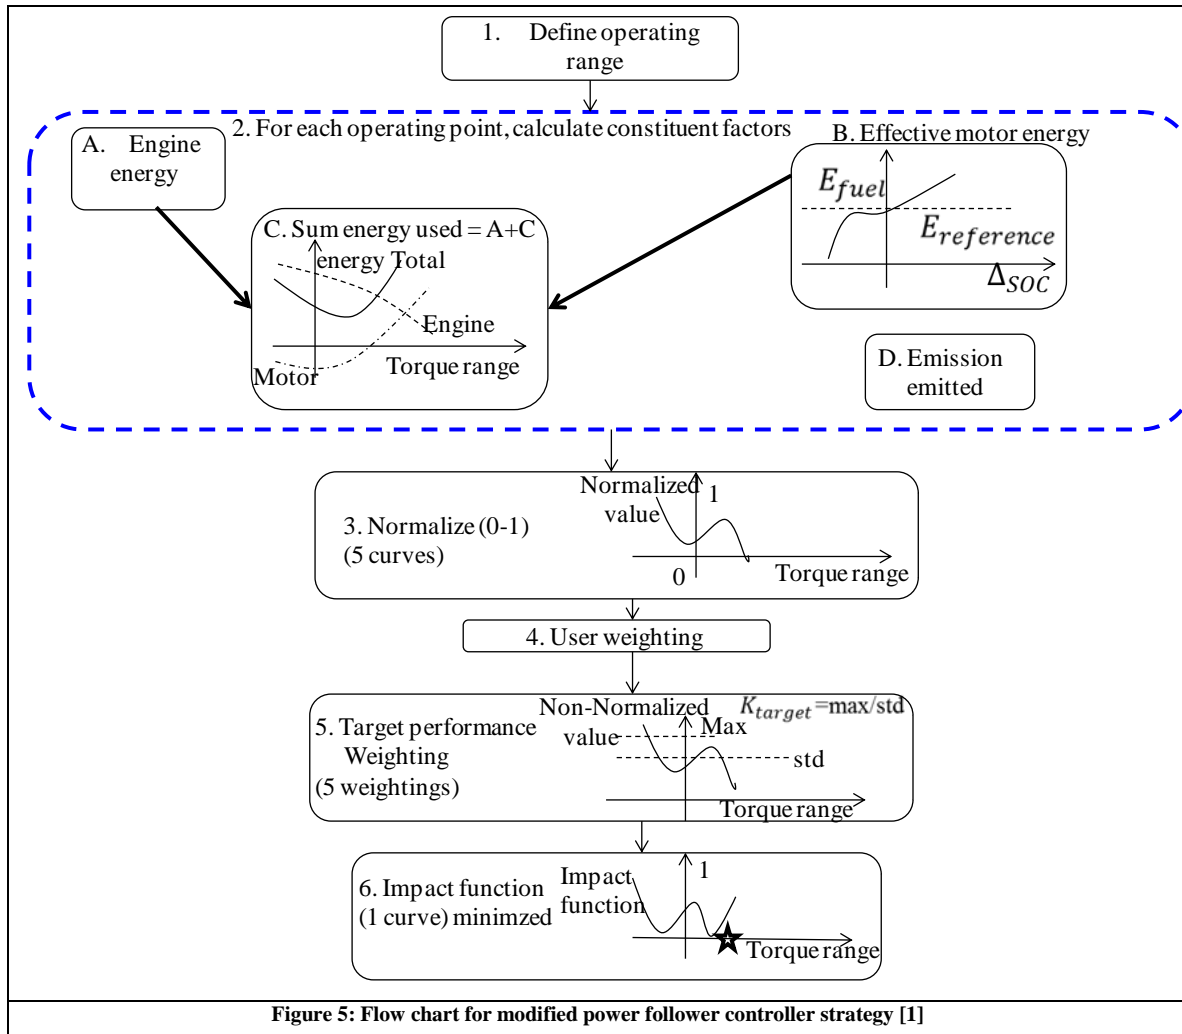 1. Define operating
range
2. For each operating point, calculate constituent factors
A. Engine
energy
B. Effective motor energy
E_fuel
E_reference
Δ_SOC
C. Sum energy used = A+C
energy Total
Engine
Torque range
Motor
D. Emission
emitted
3. Normalize (0-1)
(5 curves)
Normalized
value
1
0
Torque range
4. User weighting
5. Target performance
Weighting
(5 weightings)
Non-Normalized
value
K_target=max/std
Max
std
Torque range
6. Impact function
(1 curve) minimzed
Impact
function
1
Torque range
Figure 5: Flow chart for modified power follower controller strategy [1]